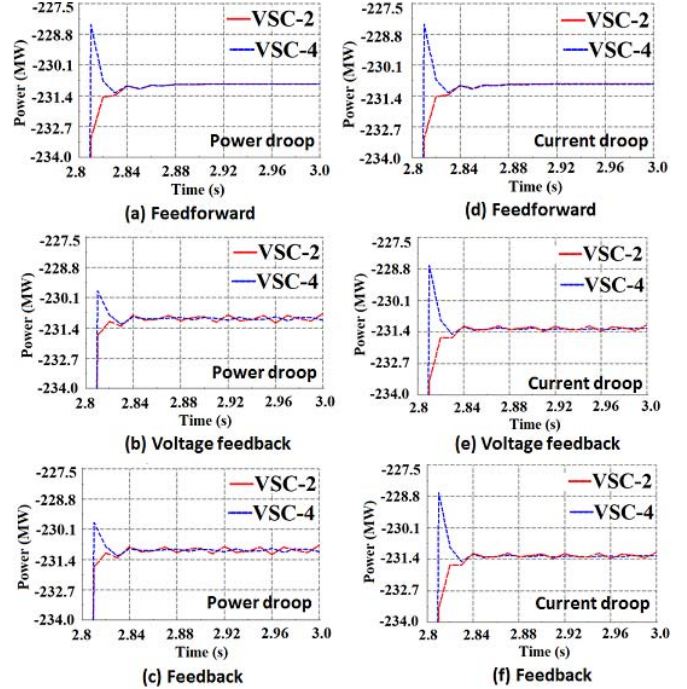 -227.5
-228.8
-230.1
-231.4
-232.7
-234.0
Power (MW)
VSC-2
VSC-4
Power droop
2.8 2.84 2.88 2.92 2.96 3.0
Time (s)
(a) Feedforward
-227.5
-228.8
-230.1
-231.4
-232.7
-234.0
Power (MW)
VSC-2
VSC-4
Current droop
2.8 2.84 2.88 2.92 2.96 3.0
Time (s)
(d) Feedforward
-227.5
-228.8
-230.1
-231.4
-232.7
-234.0
Power (MW)
VSC-2
VSC-4
Power droop
2.8 2.84 2.88 2.92 2.96 3.0
Time (s)
(b) Voltage feedback
-227.5
-228.8
-230.1
-231.4
-232.7
-234.0
Power (MW)
VSC-2
VSC-4
Current droop
2.8 2.84 2.88 2.92 2.96 3.0
Time (s)
(e) Voltage feedback
-227.5
-228.8
-230.1
-231.4
-232.7
-234.0
Power (MW)
VSC-2
VSC-4
Power droop
2.8 2.84 2.88 2.92 2.96 3.0
Time (s)
(c) Feedback
-227.5
-228.8
-230.1
-231.4
-232.7
-234.0
Power (MW)
VSC-2
VSC-4
Current droop
2.8 2.84 2.88 2.92 2.96 3.0
Time (s)
(f) Feedback